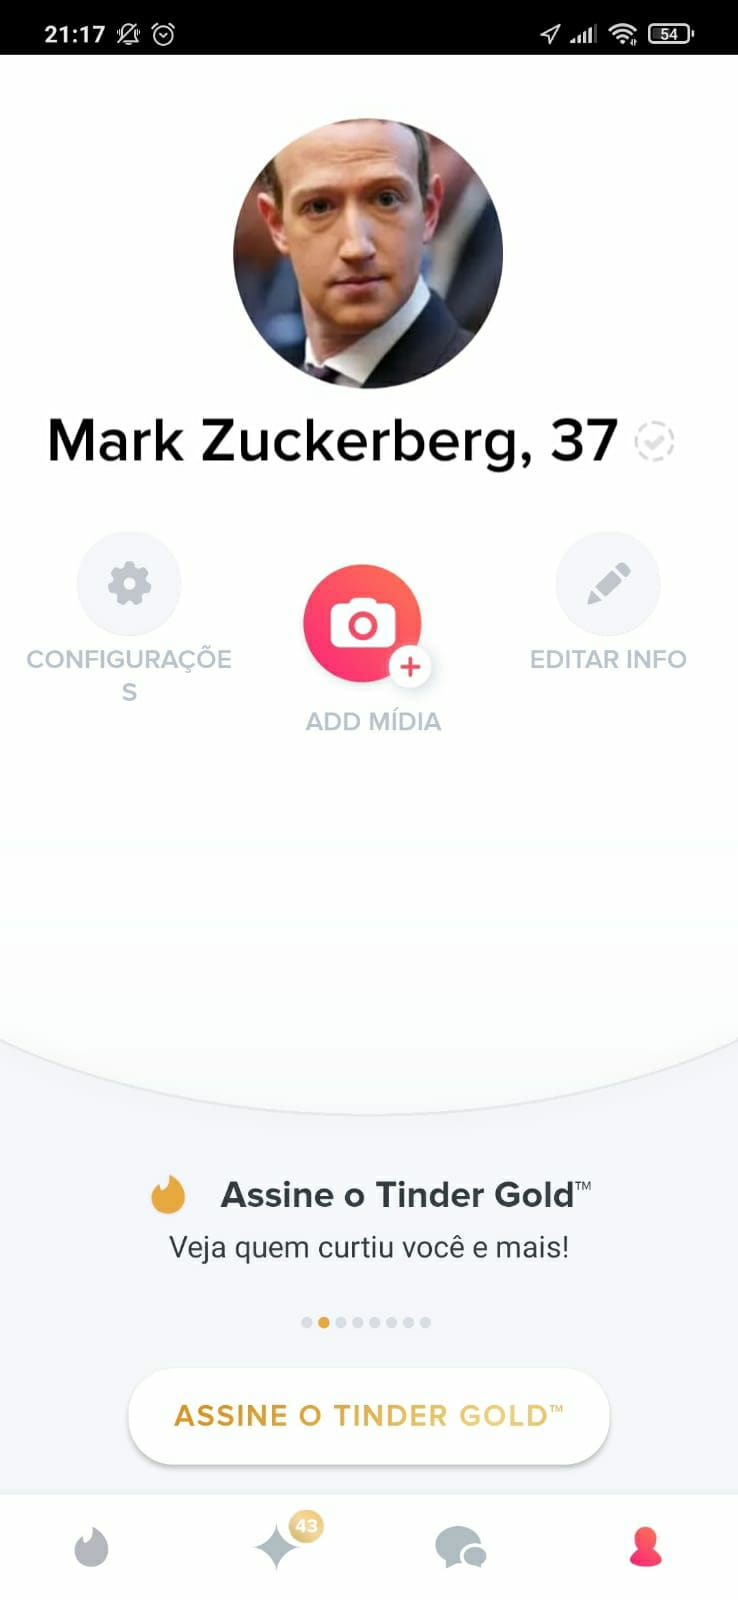 21:17
54
Mark Zuckerberg, 37
CONFIGURAÇÕE
S
ADD MÍDIA
EDITAR INFO
Assine o Tinder Gold™
Veja quem curtiu você e mais!
ASSINE O TINDER GOLD™
43